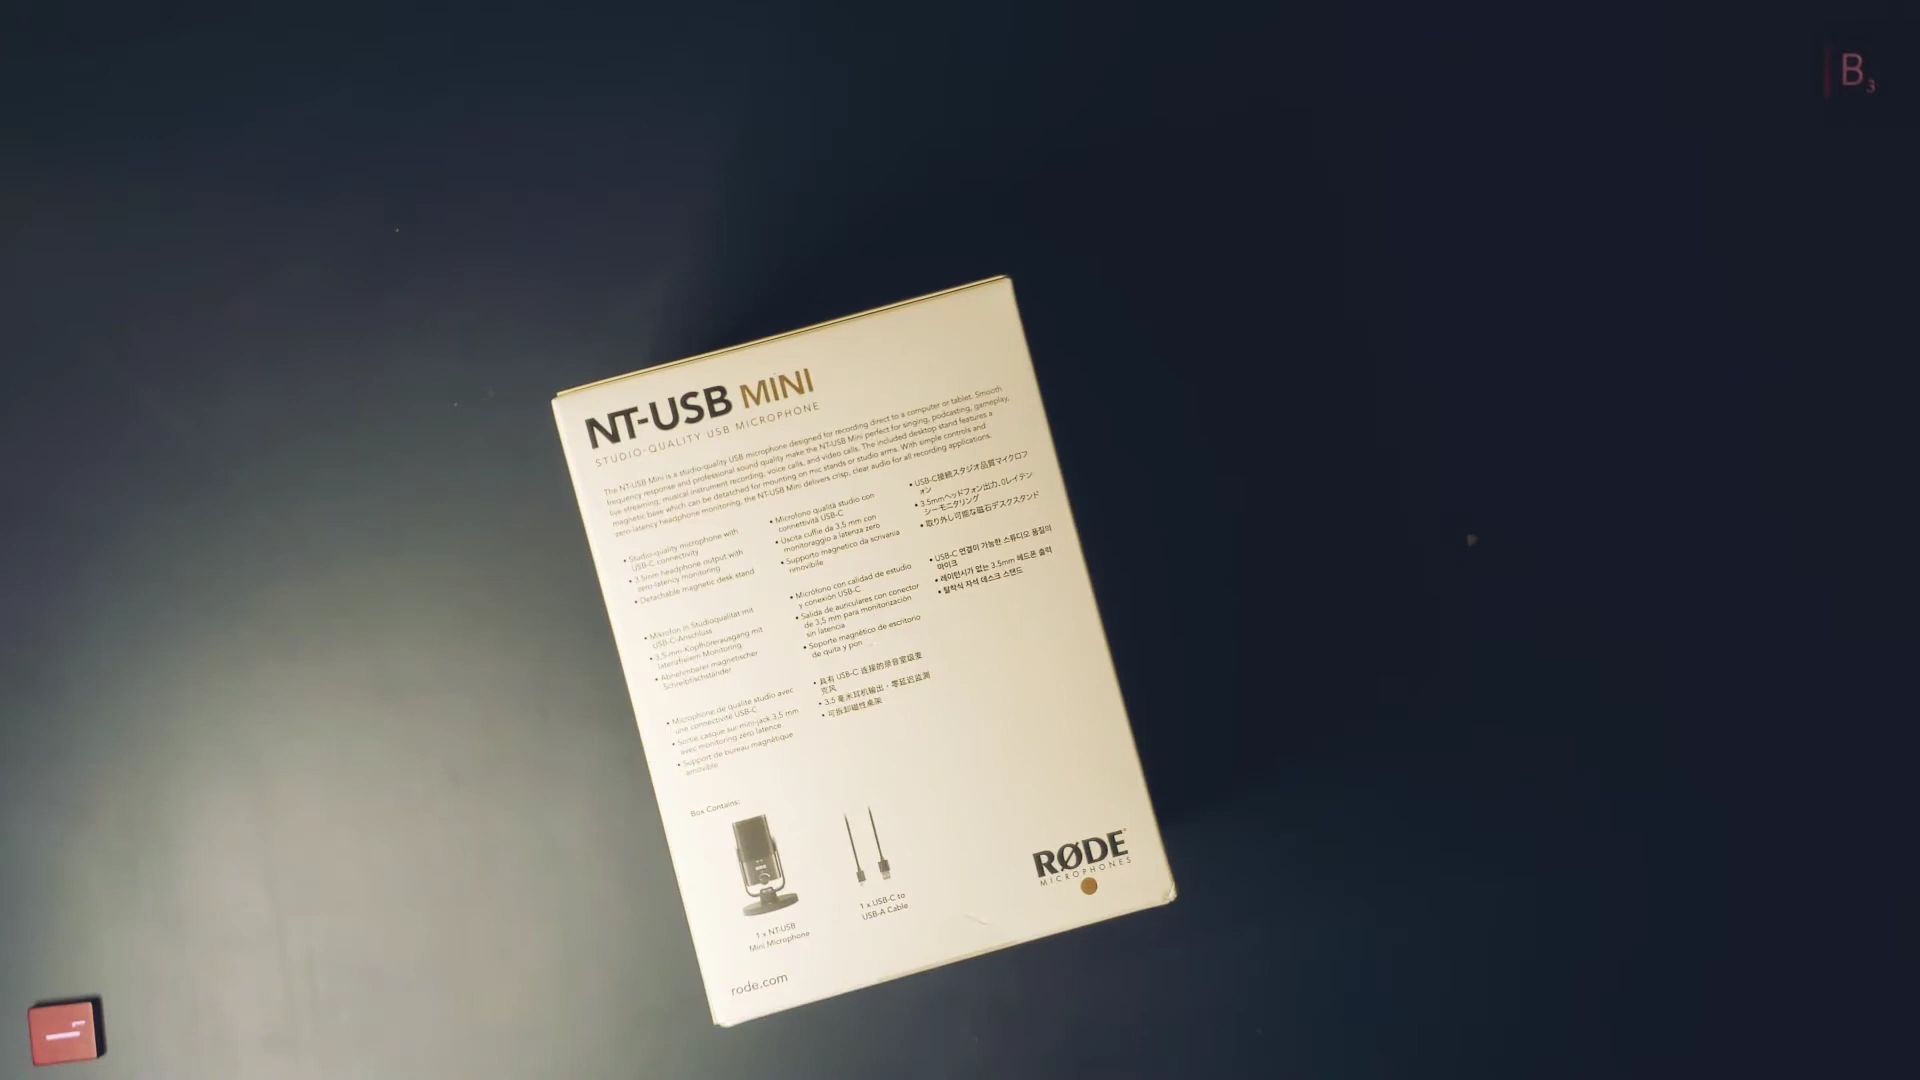 B3
NT-USB MINI
STUDIO-QUALITY USB MICROPHONE
The NT-USB Mini is a studio-quality USB microphone designed for recording direct to a computer or tablet. Smooth
frequency response and professional sound quality make the NT-USB Mini perfect for singing, podcasting, gameplay,
live streaming, musical instrument recording, voice calls, and video calls. The included desktop stand features a
magnetic base which can be detached for mounting on mic stands or studio arms. With simple controls and
zero-latency headphone monitoring, the NT-USB Mini delivers crisp, clear audio for all recording applications.
• Studio-quality microphone with
USB-C connectivity
• 3.5mm headphone output with
zero-latency monitoring
• Detachable magnetic desk stand
• Mikrofon in Studioqualität mit
USB-C-Anschluss
• 3,5-mm-Kopfhörerausgang mit
latenzfreiem Monitoring
• Abnehmbarer magnetischer
Schreibtischständer
• Microphone de qualité studio avec
une connectivité USB-C
• Sortie casque sur mini-jack 3,5 mm
avec monitoring zéro latence
• Support de bureau magnétique
amovible
• Microfono qualità studio con
connettività USB-C
• Uscita cuffie da 3,5 mm con
monitoraggio a latenza zero
• Supporto magnetico da scrivania
rimovibile
• Micrófono con calidad de estudio
y conexión USB-C
• Salida de auriculares con conector
de 3,5 mm para monitorización
sin latencia
• Soporte magnético de escritorio
de quita y pon
• 具有 USB-C 连接的录音室级麦
克风
• 3.5 毫米耳机输出，零延迟监测
• 可拆卸磁性桌架
• USB-C接続スタジオ品質マイクロフ
ォン
• 3.5mmヘッドフォン出力、0レイテン
シーモニタリング
• 取り外し可能な磁石デスクスタンド
• USB-C 연결이 가능한 스튜디오 품질의
마이크
• 레이턴시가 없는 3.5mm 헤드폰 출력
• 탈착식 자석 데스크 스탠드
Box Contains:
1 x NT-USB
Mini Microphone
1 x USB-C to
USB-A Cable
RØDE
MICROPHONES
rode.com